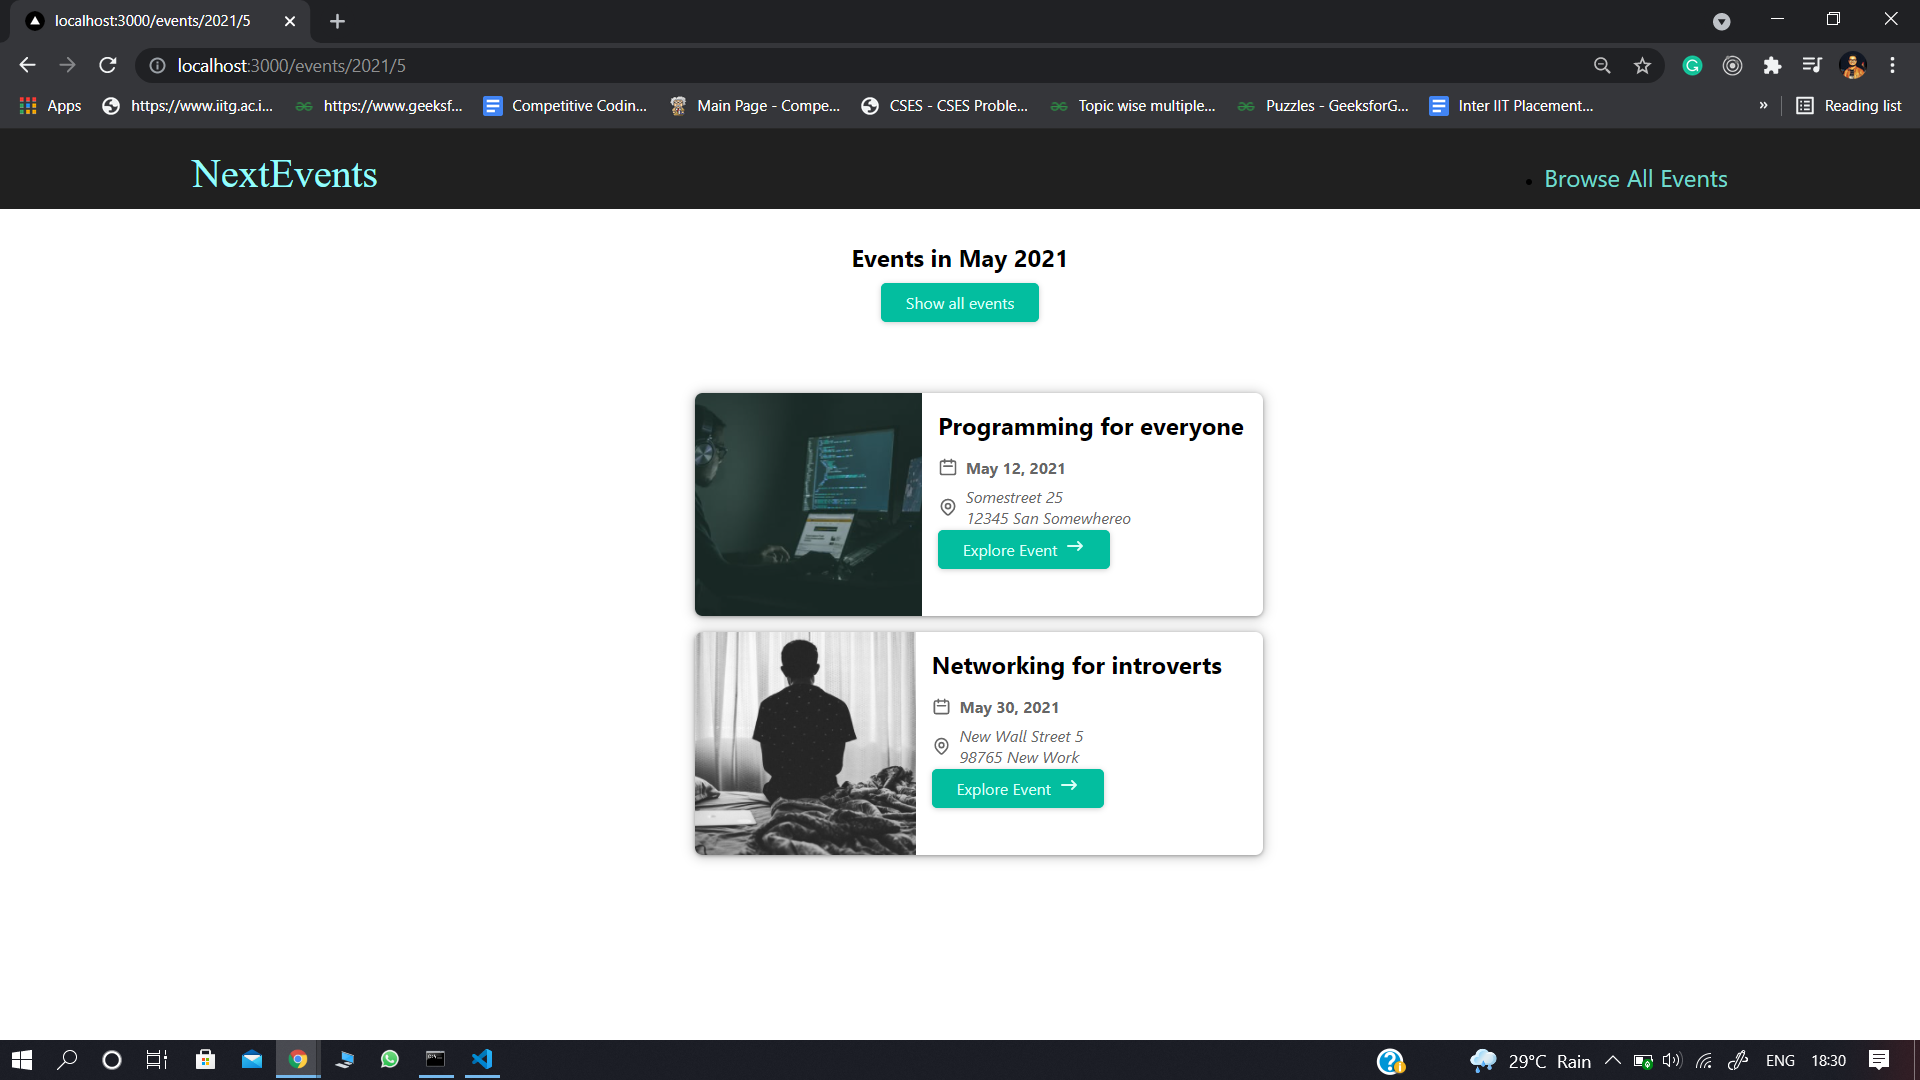 localhost:3000/events/2021/5
localhost:3000/events/2021/5
Apps
https://www.iitg.ac.i...
https://www.geeksf...
Competitive Codin...
Main Page - Compe...
CSES - CSES Proble...
Topic wise multiple...
Puzzles - GeeksforG...
Inter IIT Placement...
»
Reading list
NextEvents
• Browse All Events
Events in May 2021
Show all events
Programming for everyone
May 12, 2021
Somestreet 25
12345 San Somewhereo
Explore Event →
Networking for introverts
May 30, 2021
New Wall Street 5
98765 New Work
Explore Event →
29°C Rain
ENG
18:30